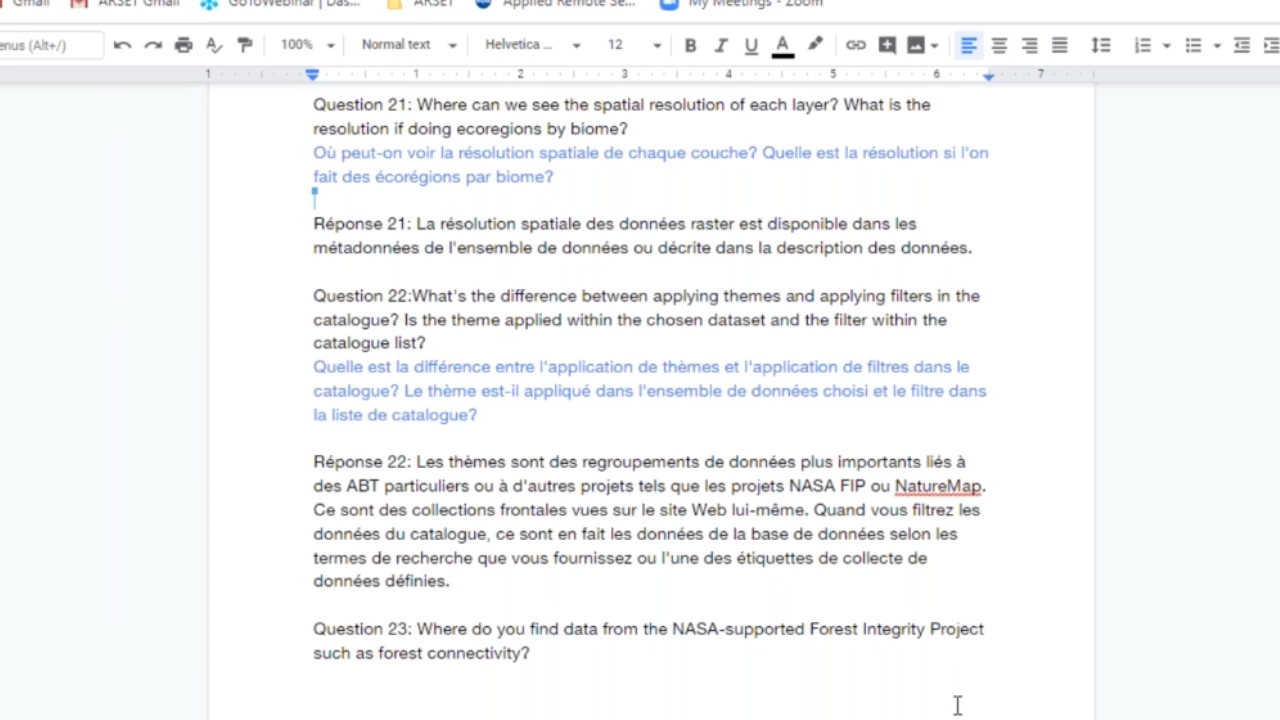 Gmail ARSET Gmail GoToWebinar | Das... ARSET Applied Remote Se... My Meetings - Zoom
enus (Alt+/) 100% Normal text Helvetica ... 12 B I U A
1 1 2 3 4 5 6 7
Question 21: Where can we see the spatial resolution of each layer? What is the
resolution if doing ecoregions by biome?
Où peut-on voir la résolution spatiale de chaque couche? Quelle est la résolution si l'on
fait des écorégions par biome?
Réponse 21: La résolution spatiale des données raster est disponible dans les
métadonnées de l'ensemble de données ou décrite dans la description des données.
Question 22:What's the difference between applying themes and applying filters in the
catalogue? Is the theme applied within the chosen dataset and the filter within the
catalogue list?
Quelle est la différence entre l'application de thèmes et l'application de filtres dans le
catalogue? Le thème est-il appliqué dans l'ensemble de données choisi et le filtre dans
la liste de catalogue?
Réponse 22: Les thèmes sont des regroupements de données plus importants liés à
des ABT particuliers ou à d'autres projets tels que les projets NASA FIP ou NatureMap.
Ce sont des collections frontales vues sur le site Web lui-même. Quand vous filtrez les
données du catalogue, ce sont en fait les données de la base de données selon les
termes de recherche que vous fournissez ou l'une des étiquettes de collecte de
données définies.
Question 23: Where do you find data from the NASA-supported Forest Integrity Project
such as forest connectivity?